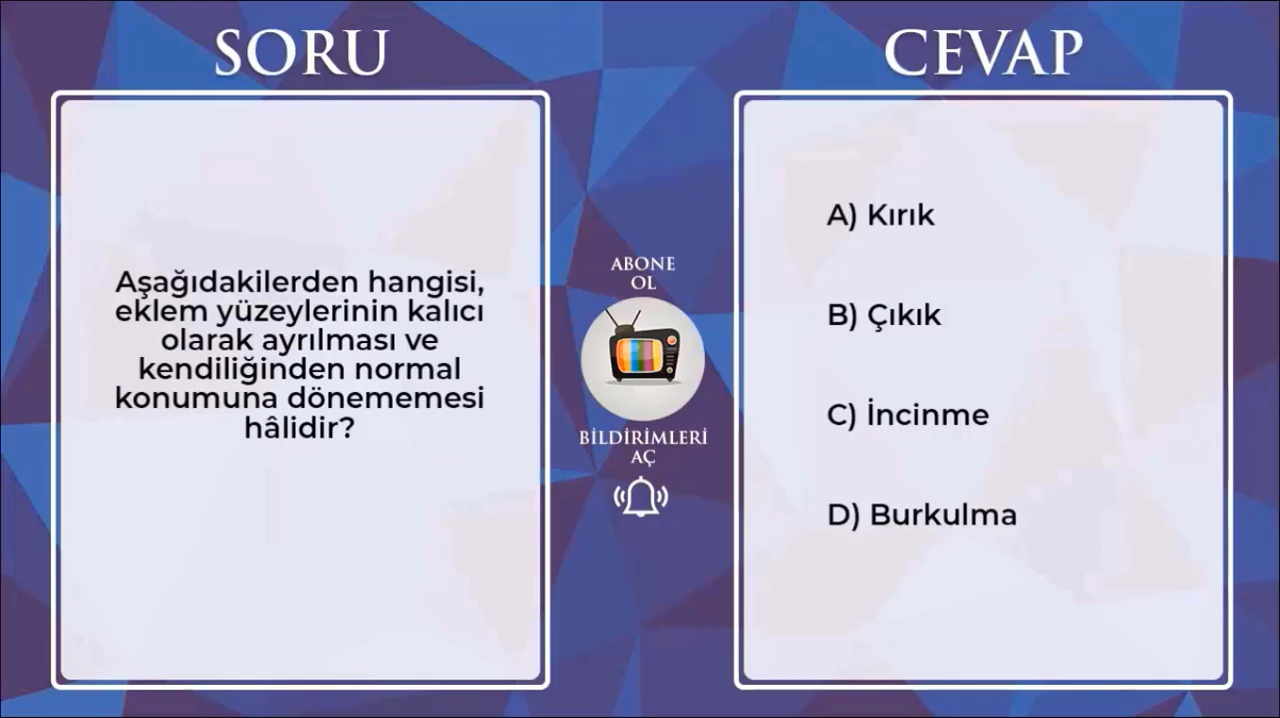 SORU
Aşağıdakilerden hangisi,
eklem yüzeylerinin kalıcı
olarak ayrılması ve
kendiliğinden normal
konumuna dönememesi
hâlidir?
ABONE
OL
BİLDİRİMLERİ
AÇ
CEVAP
A) Kırık
B) Çıkık
C) İncinme
D) Burkulma